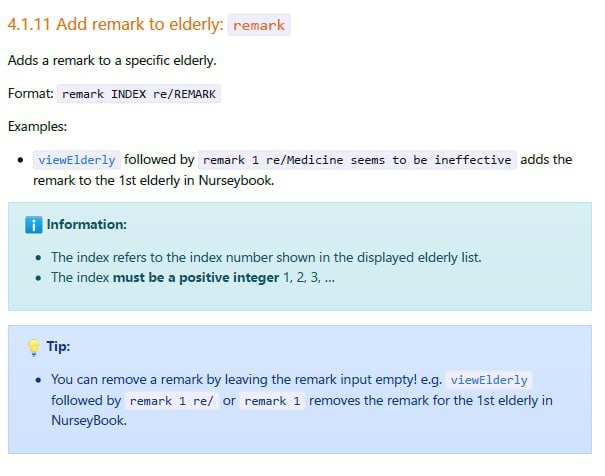 4.1.11 Add remark to elderly: remark
Adds a remark to a specific elderly.
Format: remark INDEX re/REMARK
Examples:
• viewElderly followed by remark 1 re/Medicine seems to be ineffective adds the
remark to the 1st elderly in Nurseybook.
ℹ️ Information:
• The index refers to the index number shown in the displayed elderly list.
• The index must be a positive integer 1, 2, 3, ...
💡 Tip:
• You can remove a remark by leaving the remark input empty! e.g. viewElderly
followed by remark 1 re/ or remark 1 removes the remark for the 1st elderly in
NurseyBook.